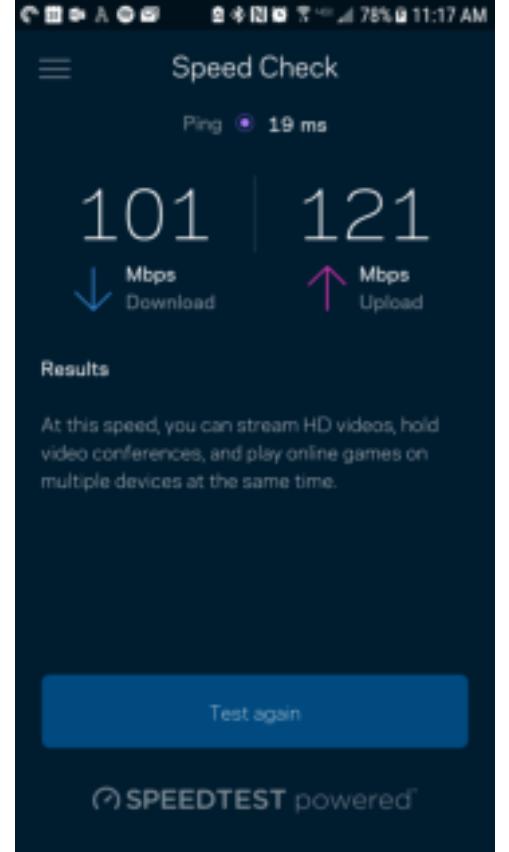 78% 11:17 AM
Speed Check
Ping 19 ms
101 121
Mbps Mbps
Download Upload
Results
At this speed, you can stream HD videos, hold
video conferences, and play online games on
multiple devices at the same time.
Test again
SPEEDTEST powered